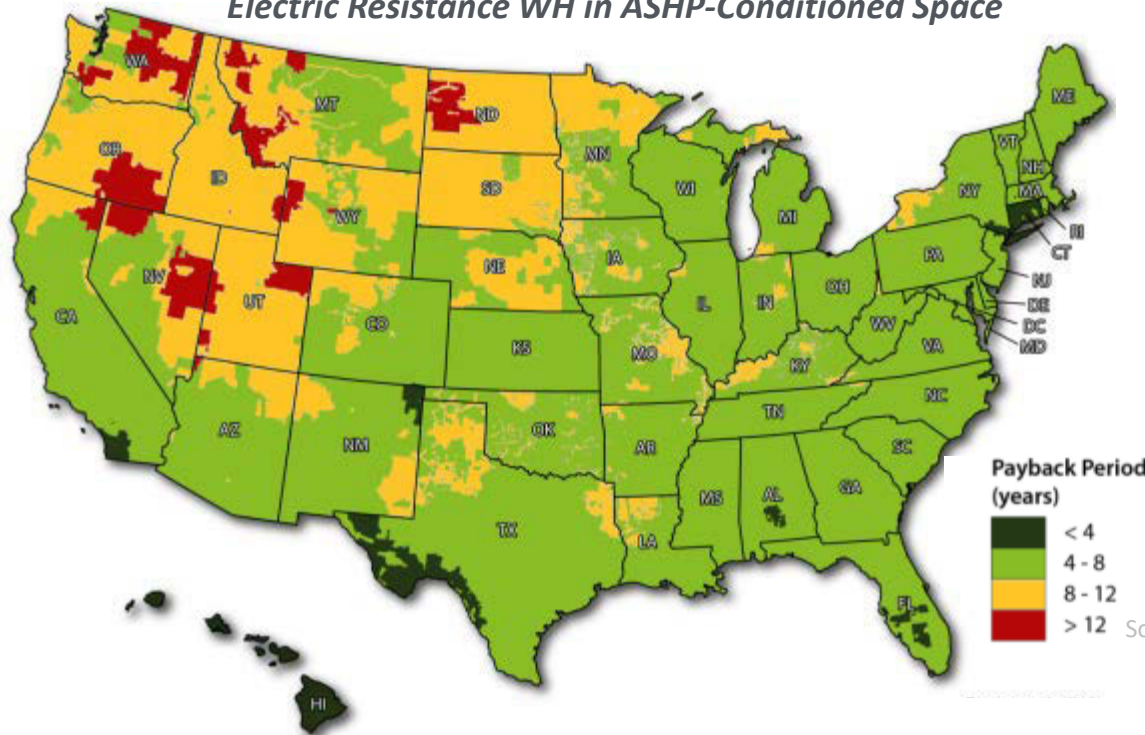 Electric Resistance WH in ASHP-Conditioned Space
WA
MT
ND
MN
ME
VT
NH
OR
ID
SD
WI
MI
NY
MA
WY
RI
CT
IA
PA
NE
NJ
NV
UT
CO
IL
IN
OH
DE
DC
MD
CA
WV
VA
KS
MO
KY
NC
TN
AZ
NM
OK
AR
SC
MS
AL
GA
TX
LA
FL
HI
Payback Period
(years)
< 4
4 - 8
8 - 12
> 12